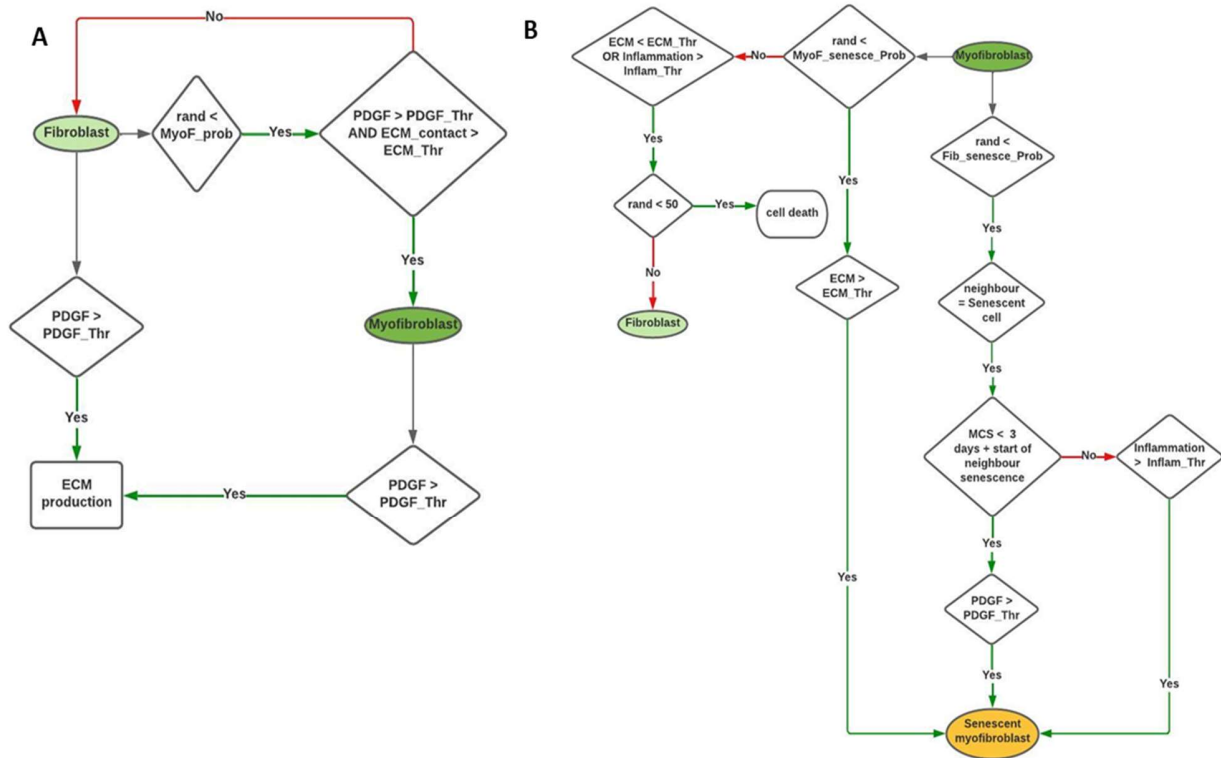 A
No
Fibroblast
rand <
MyoF_prob
Yes
PDGF > PDGF_Thr
AND ECM_contact >
ECM_Thr
Yes
PDGF >
PDGF_Thr
Myofibroblast
Yes
ECM
production
Yes
PDGF >
PDGF_Thr
B
ECM < ECM_Thr
OR Inflammation >
Inflam_Thr
No
rand <
MyoF_senesce_Prob
Myofibroblast
Yes
rand < 50
Yes
cell death
No
Fibroblast
Yes
ECM >
ECM_Thr
Yes
rand <
Fib_senesce_Prob
Yes
neighbour
= Senescent
cell
Yes
MCS < 3
days + start of
neighbour
senescence
No
Inflammation
> Inflam_Thr
Yes
PDGF >
PDGF_Thr
Yes
Yes
Senescent
myofibroblast